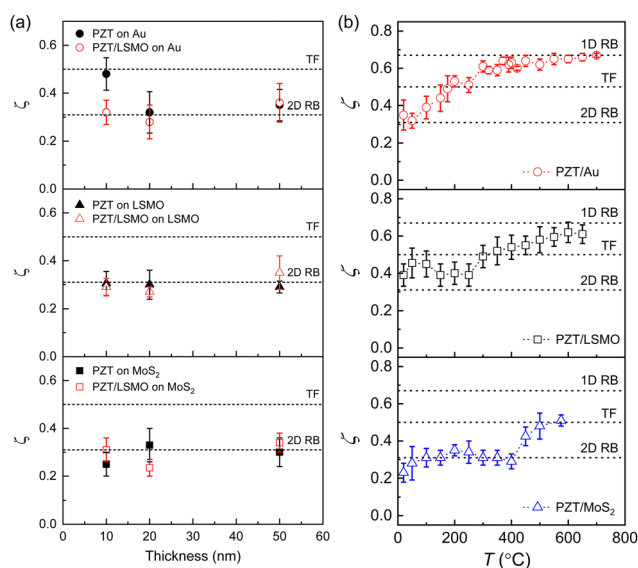 (a)
PZT on Au
PZT/LSMO on Au
TF
2D RB
0.6
0.4
0.2
0.0
ζ
PZT on LSMO
PZT/LSMO on LSMO
TF
2D RB
0.6
0.4
0.2
0.0
ζ
PZT on MoS₂
PZT/LSMO on MoS₂
TF
2D RB
0.6
0.4
0.2
0.0
ζ
0 10 20 30 40 50 60
Thickness (nm)
(b)
1D RB
TF
2D RB
PZT/Au
0.8
0.6
0.4
0.2
0.0
ζ
1D RB
TF
2D RB
PZT/LSMO
0.8
0.6
0.4
0.2
0.0
ζ
1D RB
TF
2D RB
PZT/MoS₂
0.8
0.6
0.4
0.2
0.0
ζ
0 200 400 600 800
T (°C)